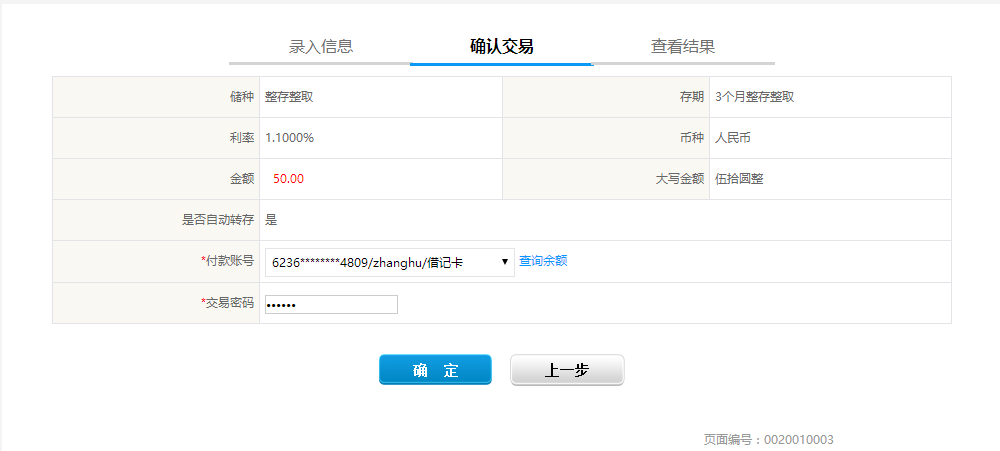 录入信息 确认交易 查看结果
储种 整存整取 存期 3个月整存整取
利率 1.1000% 币种 人民币
金额 50.00 大写金额 伍拾圆整
是否自动转存 是
*付款账号 6236********4809/zhanghu/借记卡 查询余额
*交易密码 ••••••
确 定 上一步
页面编号：0020010003